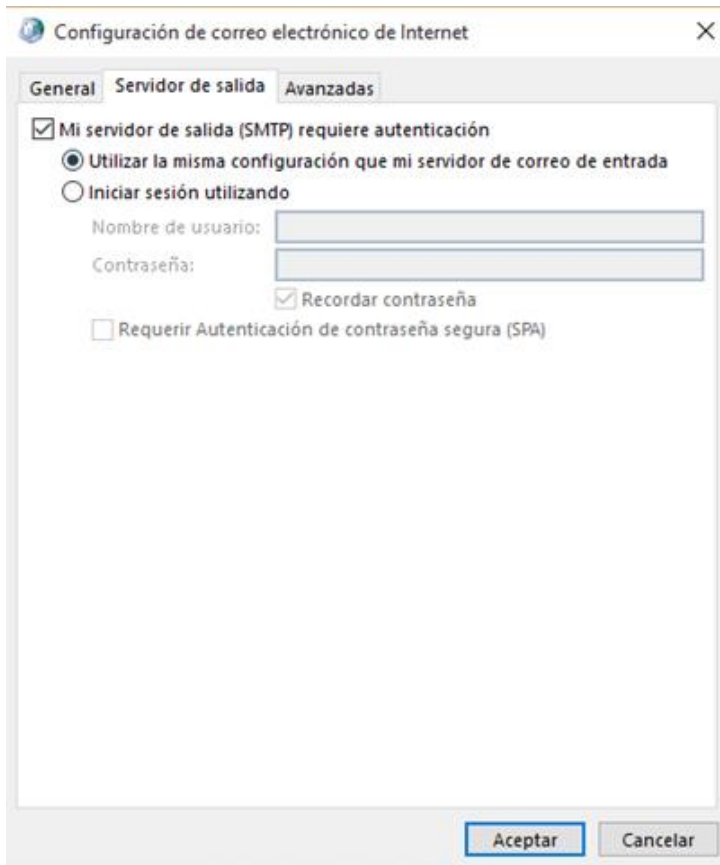 Configuración de correo electrónico de Internet
General Servidor de salida Avanzadas
Mi servidor de salida (SMTP) requiere autenticación
Utilizar la misma configuración que mi servidor de correo de entrada
Iniciar sesión utilizando
Nombre de usuario:
Contraseña:
Recordar contraseña
Requerir Autenticación de contraseña segura (SPA)
Aceptar Cancelar